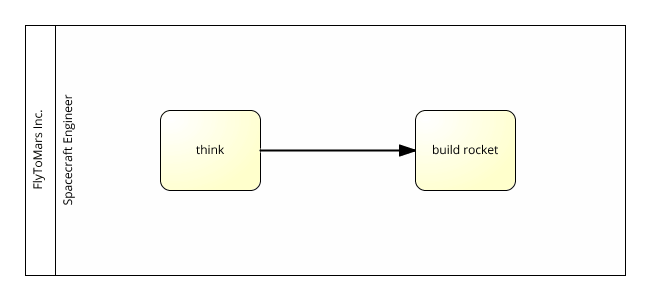 FlyToMars Inc.
Spacecraft Engineer
think
build rocket